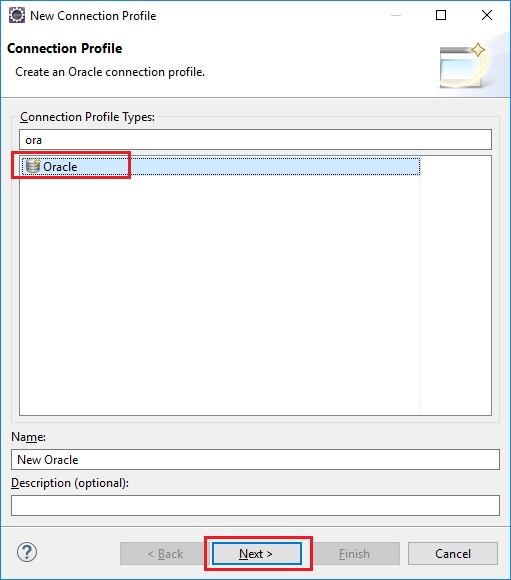 New Connection Profile
Connection Profile
Create an Oracle connection profile.
Connection Profile Types:
ora
Oracle
Name:
New Oracle
Description (optional):
?
< Back
Next >
Finish
Cancel